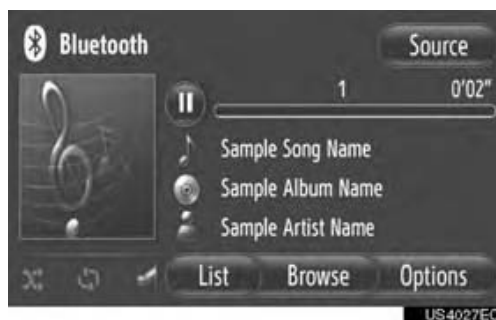 Bluetooth
Source
1
0'02"
Sample Song Name
Sample Album Name
Sample Artist Name
List
Browse
Options
US4027EC